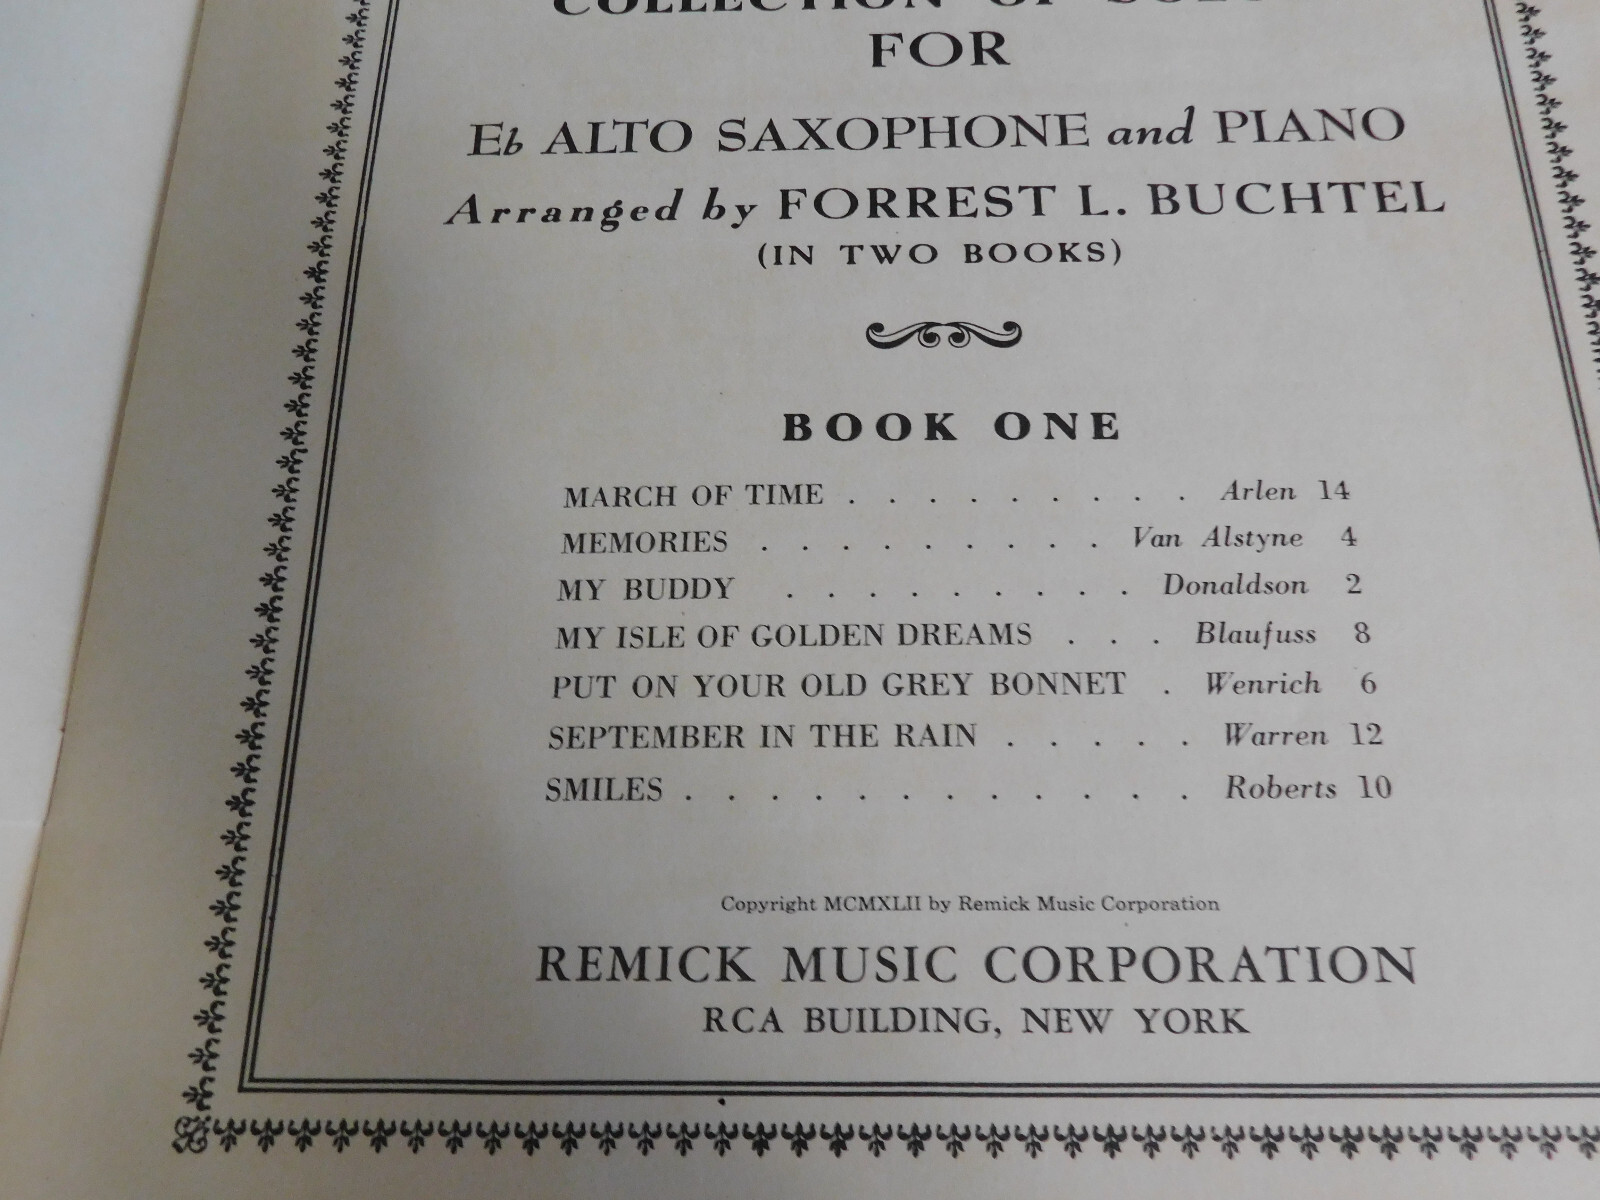 COLLECTION OF
FOR
Eb ALTO SAXOPHONE and PIANO
Arranged by FORREST L. BUCHTEL
(IN TWO BOOKS)
BOOK ONE
MARCH OF TIME . . . . . . . . . Arlen 14
MEMORIES . . . . . . . . . Van Alstyne 4
MY BUDDY . . . . . . . . . Donaldson 2
MY ISLE OF GOLDEN DREAMS . . . Blaufuss 8
PUT ON YOUR OLD GREY BONNET . Wenrich 6
SEPTEMBER IN THE RAIN . . . . . Warren 12
SMILES . . . . . . . . . . . . Roberts 10
Copyright MCMXLII by Remick Music Corporation
REMICK MUSIC CORPORATION
RCA BUILDING, NEW YORK